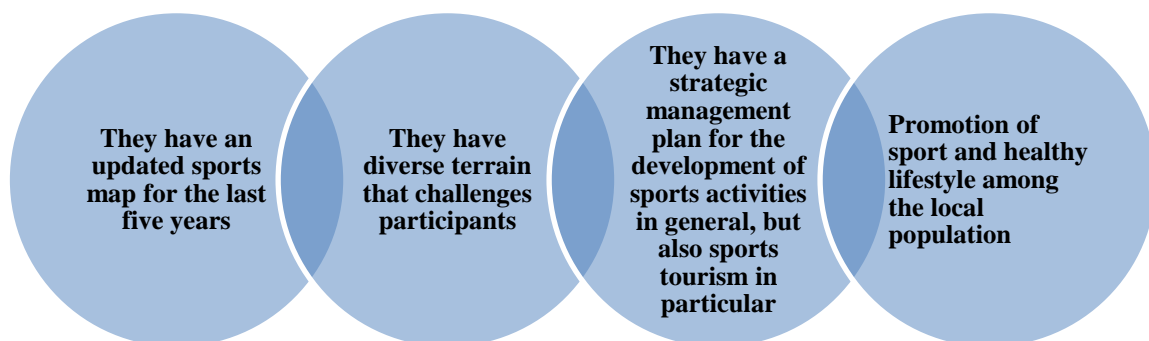 They have an
updated sports
map for the last
five years
They have
diverse terrain
that challenges
participants
They have a
strategic
management
plan for the
development of
sports activities
in general, but
also sports
tourism in
particular
Promotion of
sport and healthy
lifestyle among
the local
population